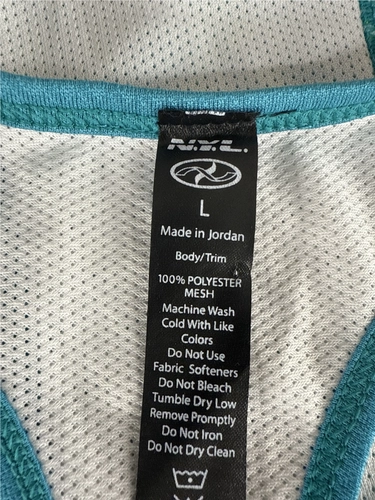 N.Y.L.
L
Made in Jordan
Body/Trim
100% POLYESTER
MESH
Machine Wash
Cold With Like
Colors
Do Not Use
Fabric Softeners
Do Not Bleach
Tumble Dry Low
Remove Promptly
Do Not Iron
Do Not Dry Clean